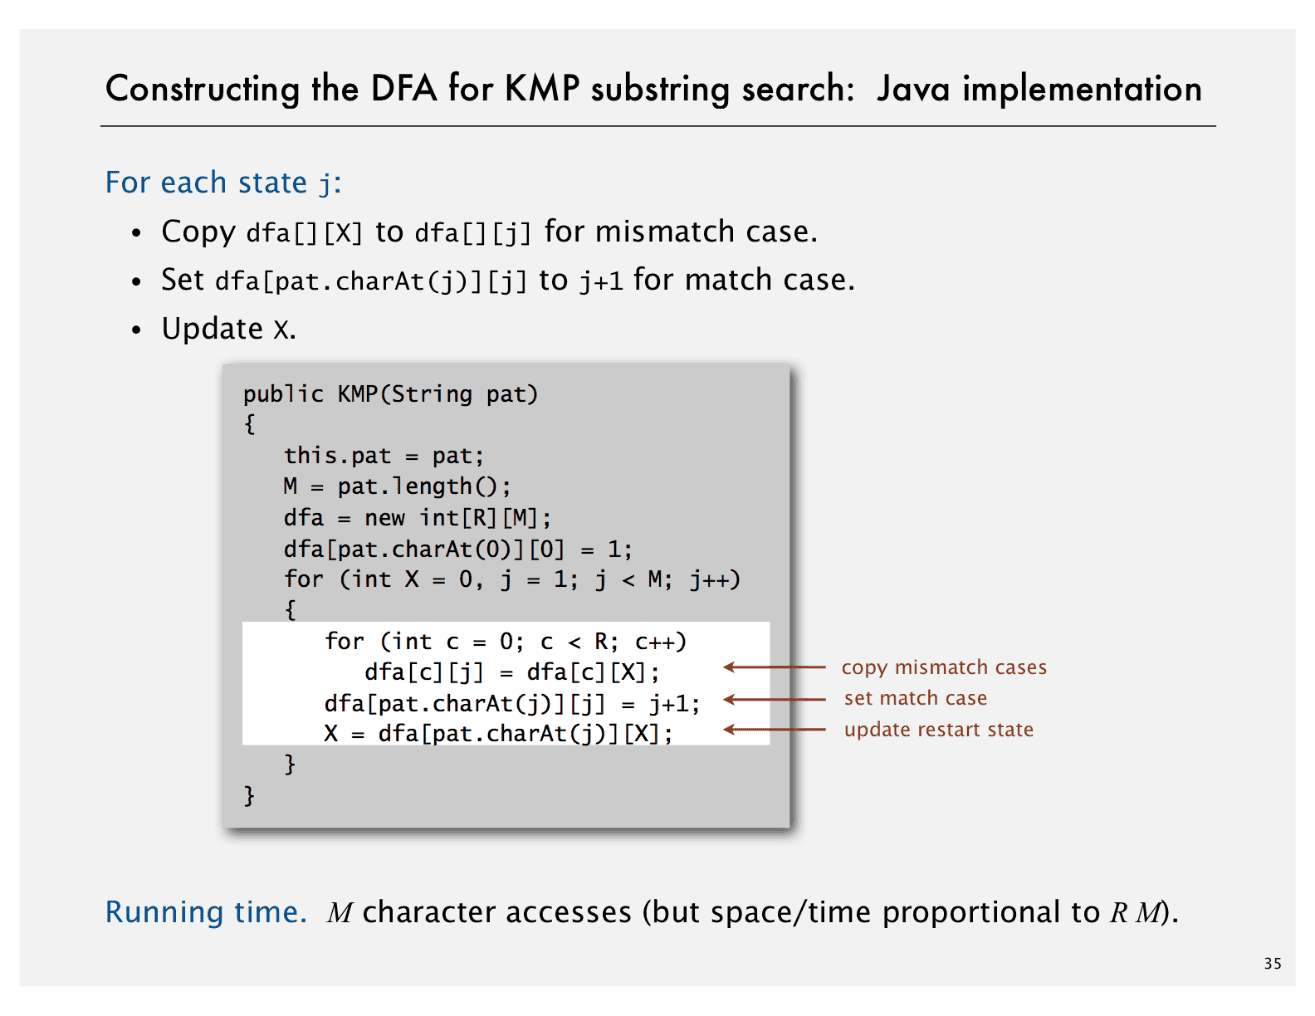 Constructing the DFA for KMP substring search: Java implementation
For each state j:
• Copy dfa[][X] to dfa[][j] for mismatch case.
• Set dfa[pat.charAt(j)][j] to j+1 for match case.
• Update X.
public KMP(String pat)
{
   this.pat = pat;
   M = pat.length();
   dfa = new int[R][M];
   dfa[pat.charAt(0)][0] = 1;
   for (int X = 0, j = 1; j < M; j++)
   {
      for (int c = 0; c < R; c++)
         dfa[c][j] = dfa[c][X];
      dfa[pat.charAt(j)][j] = j+1;
      X = dfa[pat.charAt(j)][X];
   }
}
copy mismatch cases
set match case
update restart state
Running time. M character accesses (but space/time proportional to R M).
35